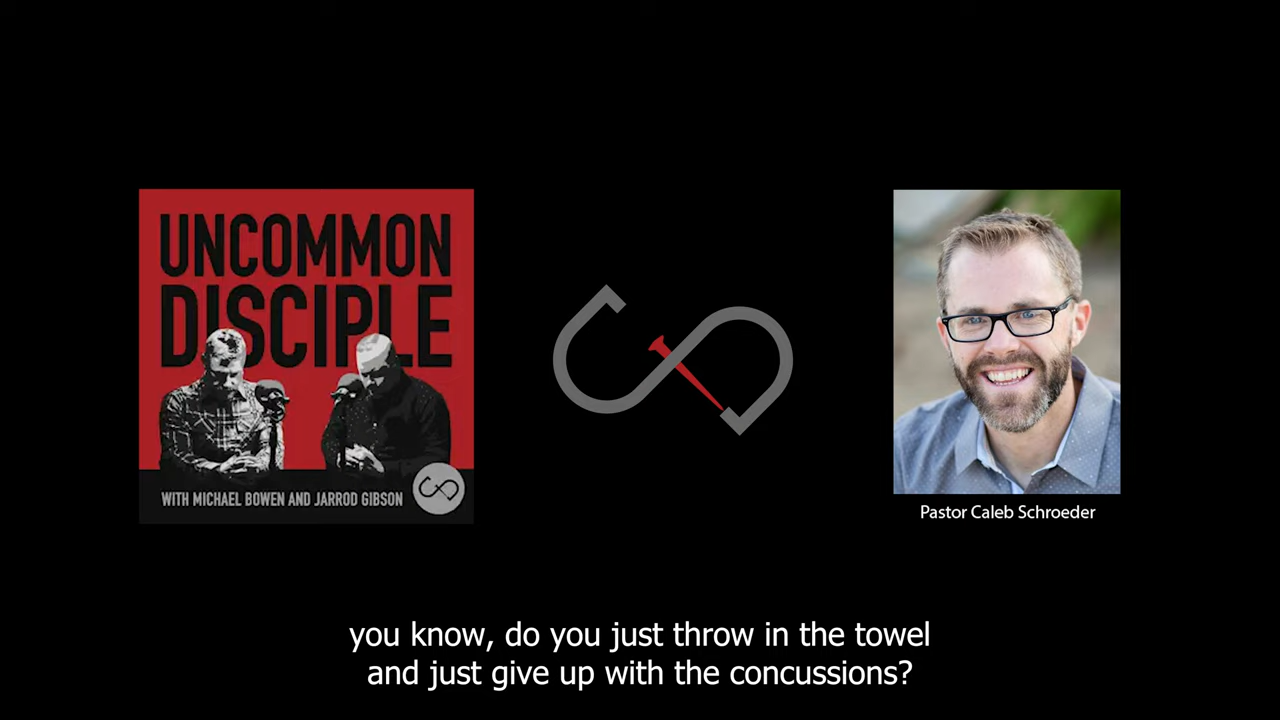 UNCOMMON
DISCIPLE
WITH MICHAEL BOWEN AND JARROD GIBSON
Pastor Caleb Schroeder
you know, do you just throw in the towel
and just give up with the concussions?